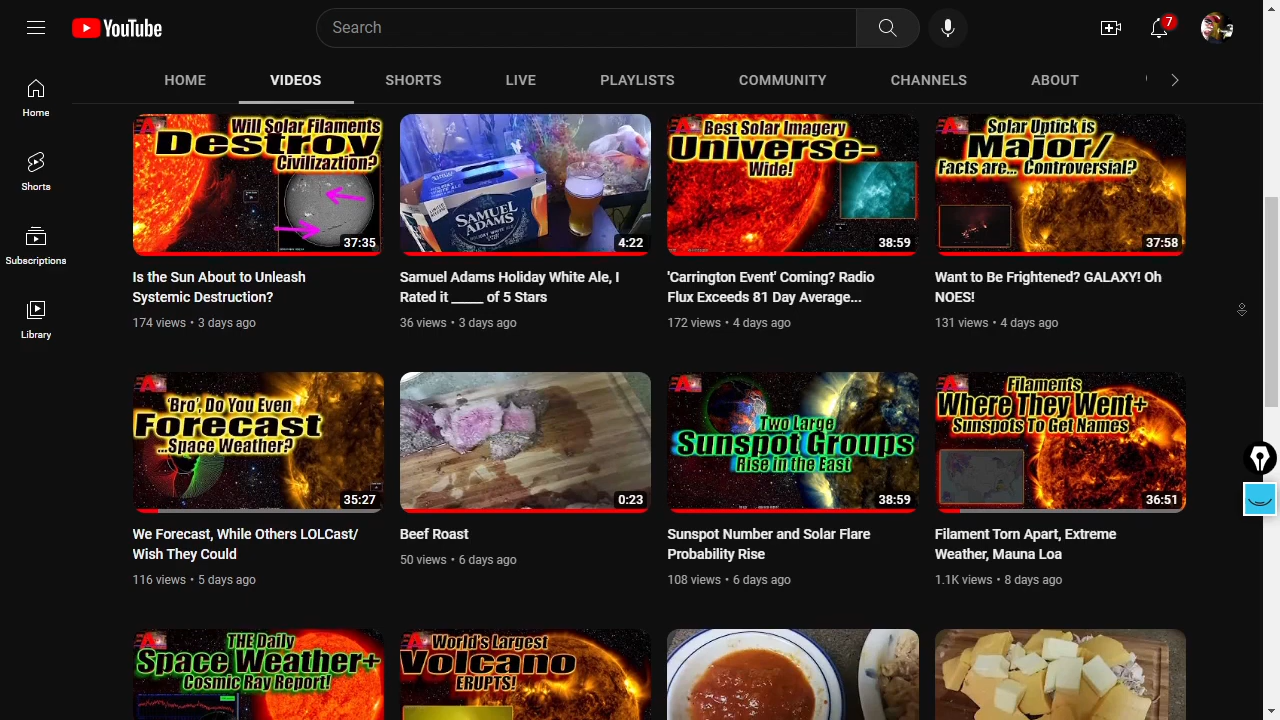 YouTube
Search
7
HOME
VIDEOS
SHORTS
LIVE
PLAYLISTS
COMMUNITY
CHANNELS
ABOUT
Home
Shorts
Subscriptions
Library
Will Solar Filaments
Destroy
Civilizaztion?
37:35
SAMUEL ADAMS
4:22
Best Solar Imagery
Universe-
Wide!
38:59
Solar Uptick is
Major/
Facts are... Controversial?
37:58
Is the Sun About to Unleash
Systemic Destruction?
174 views • 3 days ago
Samuel Adams Holiday White Ale, I
Rated it _____ of 5 Stars
36 views • 3 days ago
'Carrington Event' Coming? Radio
Flux Exceeds 81 Day Average...
172 views • 4 days ago
Want to Be Frightened? GALAXY! Oh
NOES!
131 views • 4 days ago
'Bro', Do You Even
Forecast
...Space Weather?
35:27
0:23
Two Large
Sunspot Groups
Rise in the East
38:59
Filaments
Where They Went+
Sunspots To Get Names
36:51
We Forecast, While Others LOLCast/
Wish They Could
116 views • 5 days ago
Beef Roast
50 views • 6 days ago
Sunspot Number and Solar Flare
Probability Rise
108 views • 6 days ago
Filament Torn Apart, Extreme
Weather, Mauna Loa
1.1K views • 8 days ago
THE Daily
Space Weather+
Cosmic Ray Report!
World's Largest
Volcano
ERUPTS!